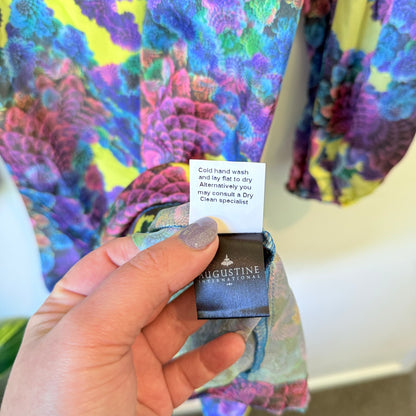 Cold hand wash
and lay flat to dry
Alternatively you
may consult a Dry
Clean specialist
AUGUSTINE
INTERNATIONAL